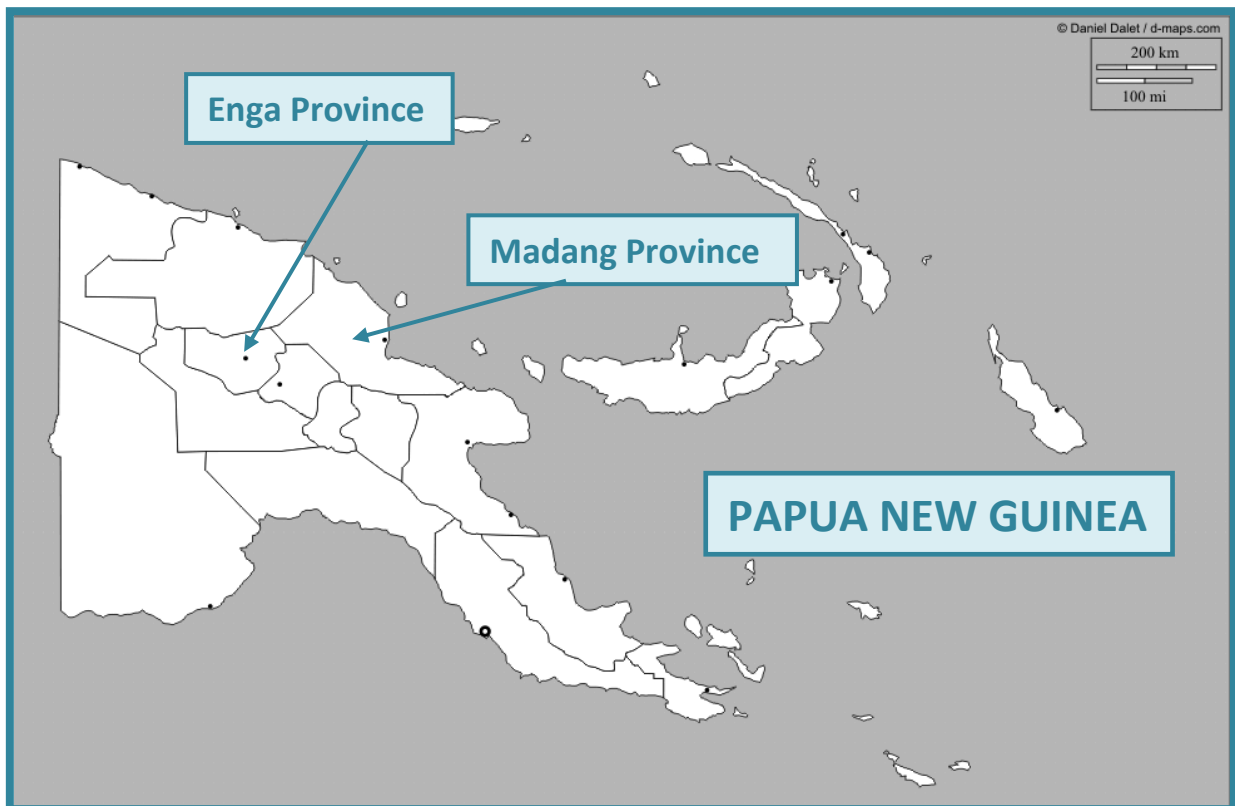 © Daniel Dalet / d-maps.com
200 km
100 mi
Enga Province
Madang Province
PAPUA NEW GUINEA